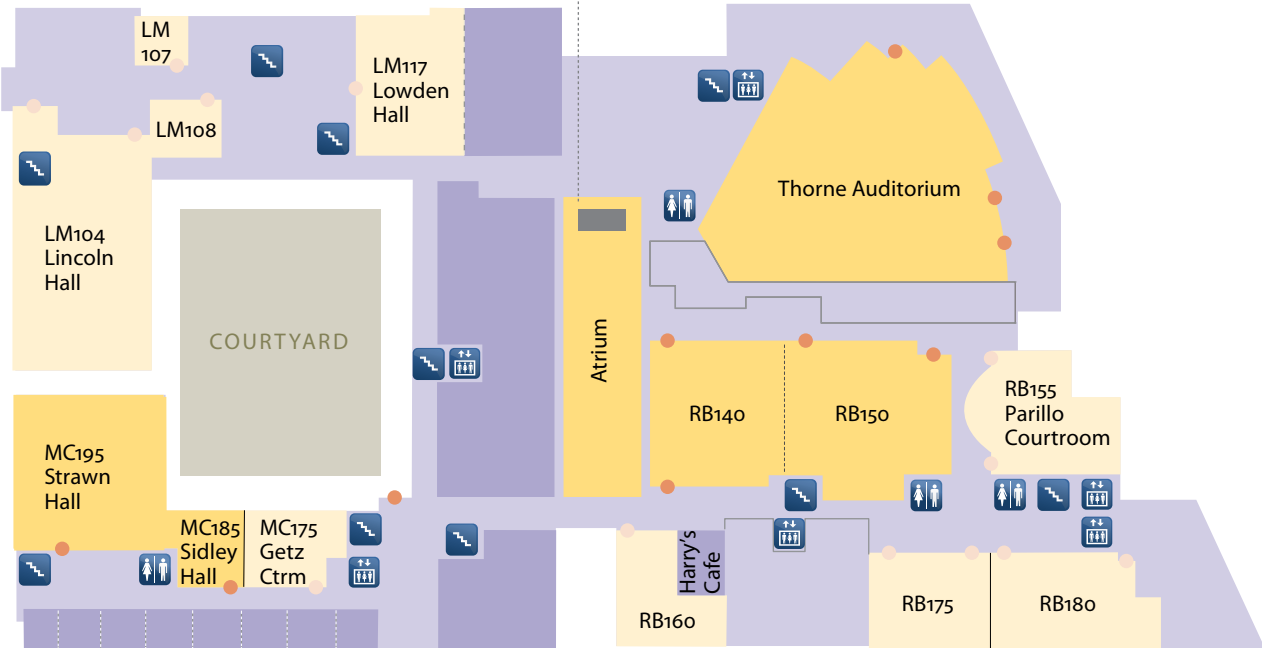 LM
107
LM117
Lowden
Hall
LM108
Thorne Auditorium
LM104
Lincoln
Hall
COURTYARD
Atrium
RB140
RB150
RB155
Parillo
Courtroom
MC195
Strawn
Hall
MC185
Sidley
Hall
MC175
Getz
Ctrm
Harry's
Cafe
RB160
RB175
RB180